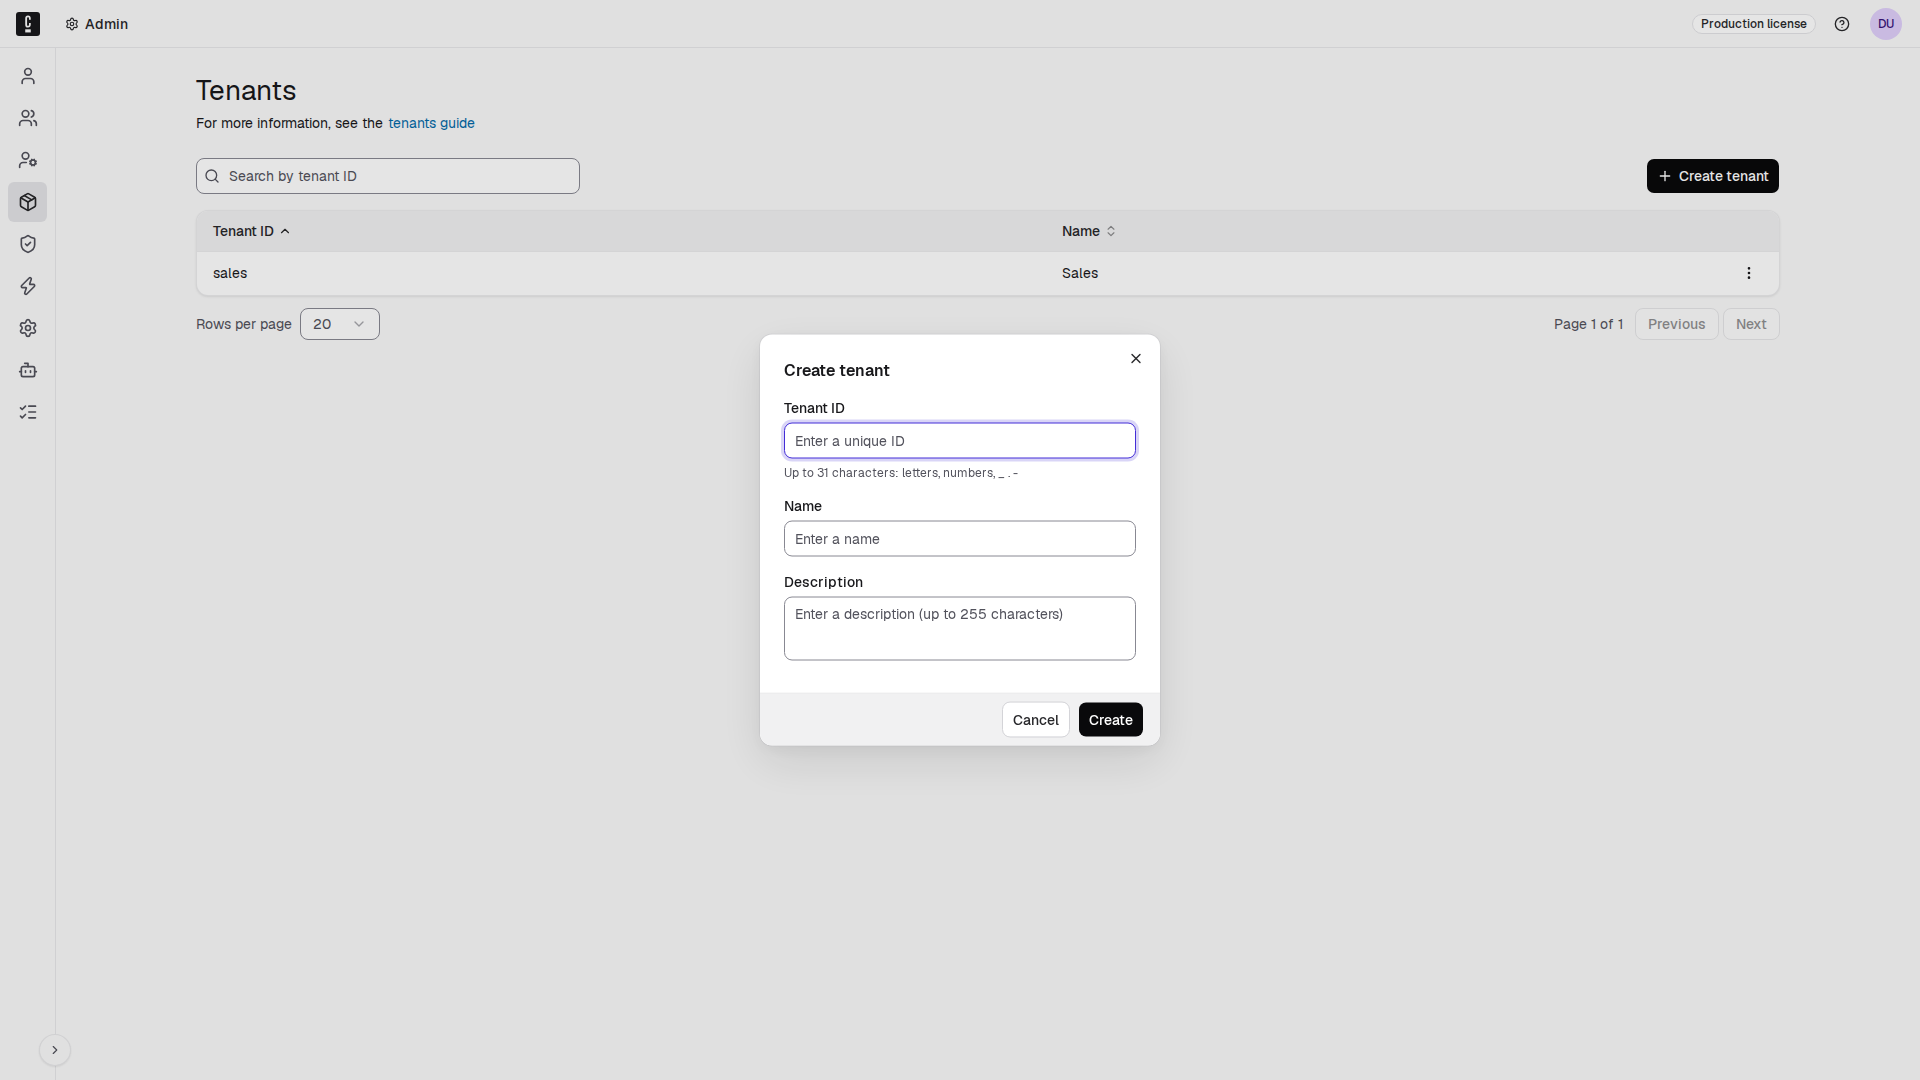 Admin
Production license
DU
Tenants
For more information, see the tenants guide
Search by tenant ID
Create tenant
Tenant ID
Name
sales
Sales
Rows per page
20
Page 1 of 1
Previous
Next
Create tenant
Tenant ID
Enter a unique ID
Up to 31 characters: letters, numbers, _ . -
Name
Enter a name
Description
Enter a description (up to 255 characters)
Cancel
Create